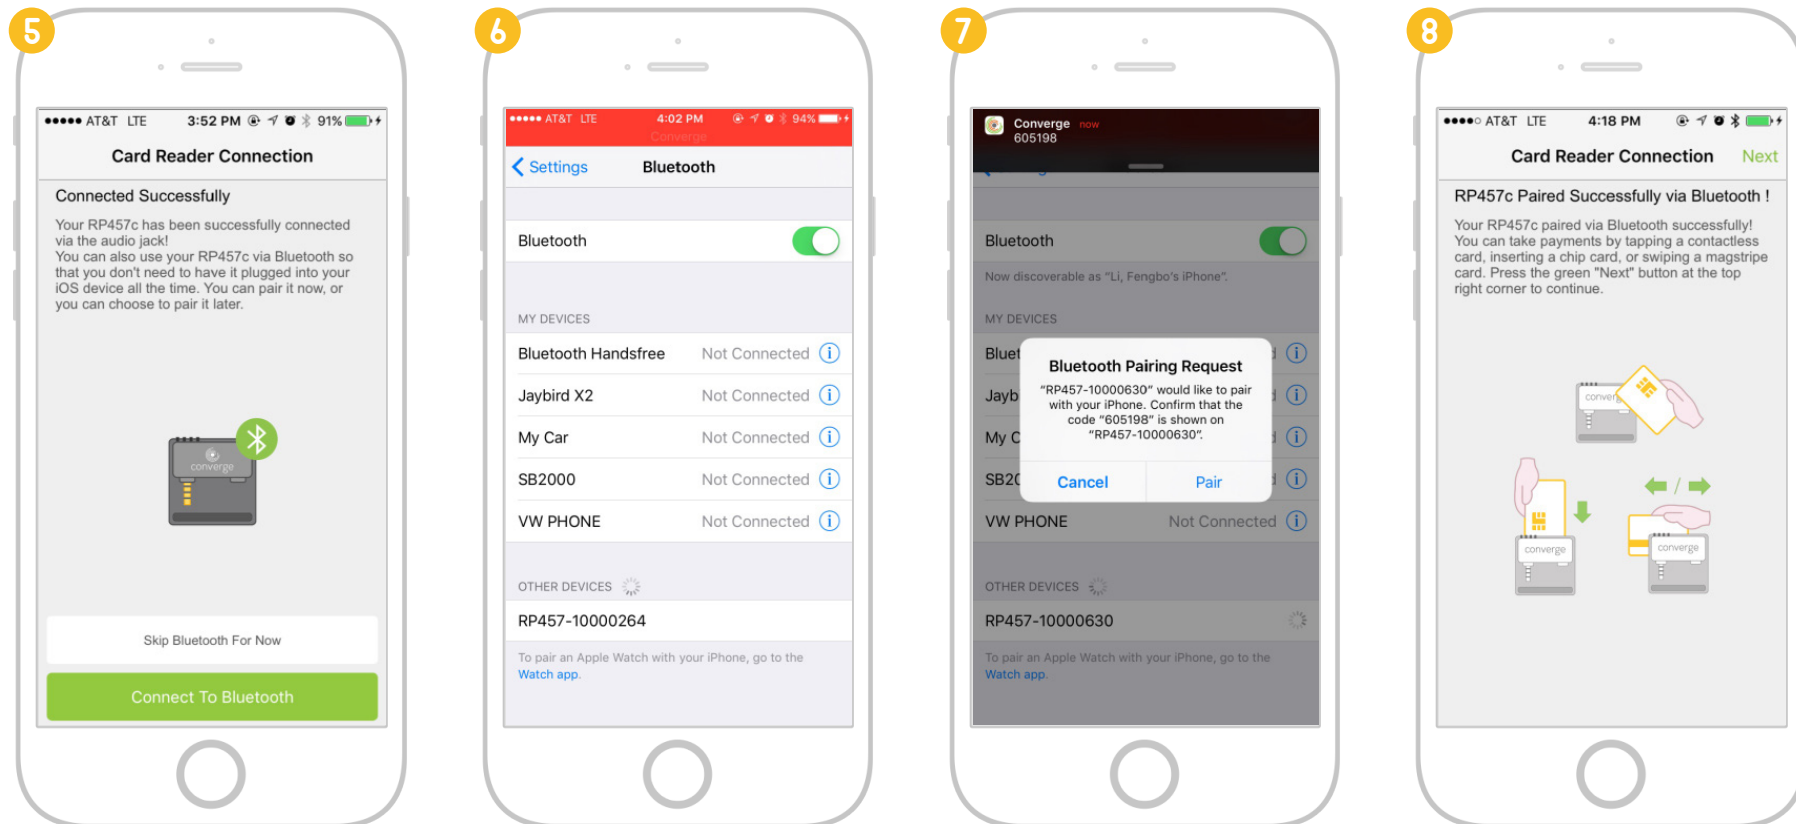 5
●●●●● AT&T LTE 3:52 PM 91%
Card Reader Connection
Connected Successfully
Your RP457c has been successfully connected
via the audio jack!
You can also use your RP457c via Bluetooth so
that you don't need to have it plugged into your
iOS device all the time. You can pair it now, or
you can choose to pair it later.
converge
Skip Bluetooth For Now
Connect To Bluetooth
6
●●●●● AT&T LTE 4:02 PM 94%
Converge
Settings Bluetooth
Bluetooth
MY DEVICES
Bluetooth Handsfree Not Connected
Jaybird X2 Not Connected
My Car Not Connected
SB2000 Not Connected
VW PHONE Not Connected
OTHER DEVICES
RP457-10000264
To pair an Apple Watch with your iPhone, go to the
Watch app.
7
Converge now
605198
Bluetooth
Now discoverable as “Li, Fengbo's iPhone”.
MY DEVICES
Bluetooth Pairing Request
“RP457-10000630” would like to pair
with your iPhone. Confirm that the
code “605198” is shown on
“RP457-10000630”.
Cancel Pair
VW PHONE Not Connected
OTHER DEVICES
RP457-10000630
To pair an Apple Watch with your iPhone, go to the
Watch app.
8
●●●●○ AT&T LTE 4:18 PM
Card Reader Connection Next
RP457c Paired Successfully via Bluetooth !
Your RP457c paired via Bluetooth successfully!
You can take payments by tapping a contactless
card, inserting a chip card, or swiping a magstripe
card. Press the green "Next" button at the top
right corner to continue.
converge
converge